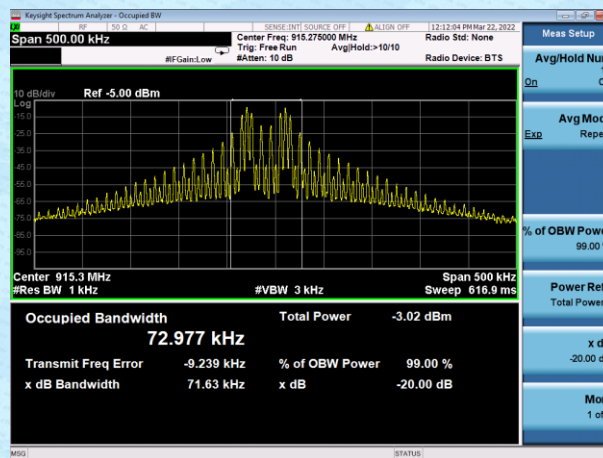 Keysight Spectrum Analyzer - Occupied BW
RF 50 Ω AC SENSE:INT SOURCE OFF ALIGN OFF 12:12:04 PM Mar 22, 2022
Span 500.00 kHz
Center Freq: 915.275000 MHz Radio Std: None
Trig: Free Run Avg|Hold:>10/10
#IFGain:Low #Atten: 10 dB Radio Device: BTS
10 dB/div Ref -5.00 dBm
Log
-15.0
-25.0
-35.0
-45.0
-55.0
-65.0
-75.0
-85.0
-95.0
Center 915.3 MHz Span 500 kHz
#Res BW 1 kHz #VBW 3 kHz Sweep 616.9 ms
Occupied Bandwidth Total Power -3.02 dBm
72.977 kHz
Transmit Freq Error -9.239 kHz % of OBW Power 99.00 %
x dB Bandwidth 71.63 kHz x dB -20.00 dB
MSG STATUS
Meas Setup
Avg/Hold Num
On
Avg Mode
Exp Repe
% of OBW Power
99.00
Power Ref
Total Power
x d
-20.00 d
Mor
1 of